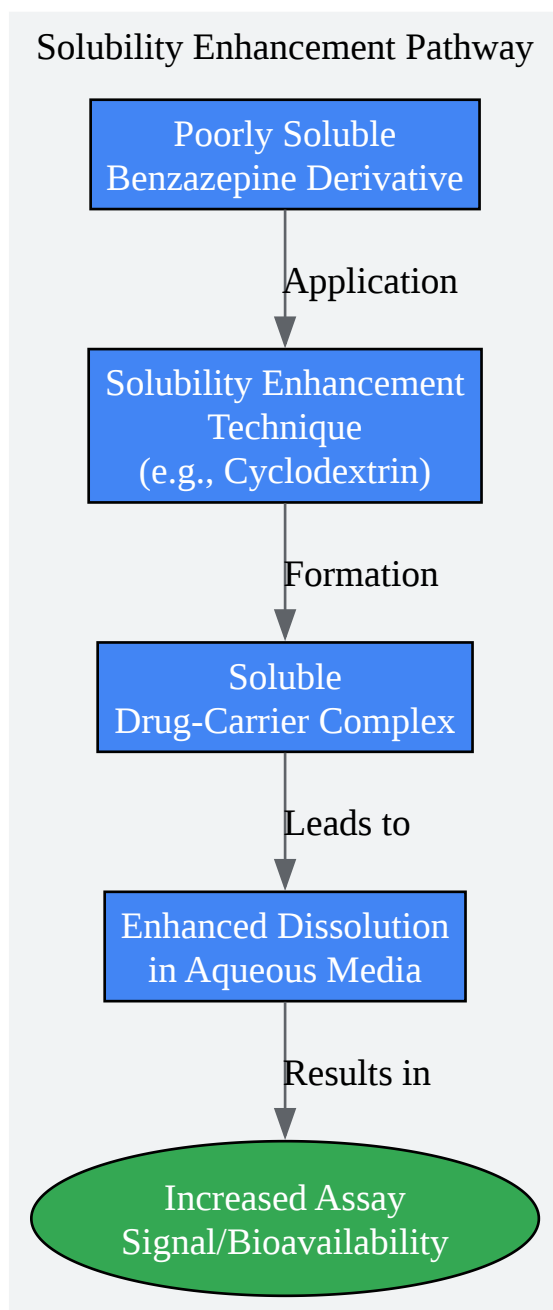 Solubility Enhancement Pathway
Poorly Soluble
Benzazepine Derivative
Application
Solubility Enhancement
Technique
(e.g., Cyclodextrin)
Formation
Soluble
Drug-Carrier Complex
Leads to
Enhanced Dissolution
in Aqueous Media
Results in
Increased Assay
Signal/Bioavailability